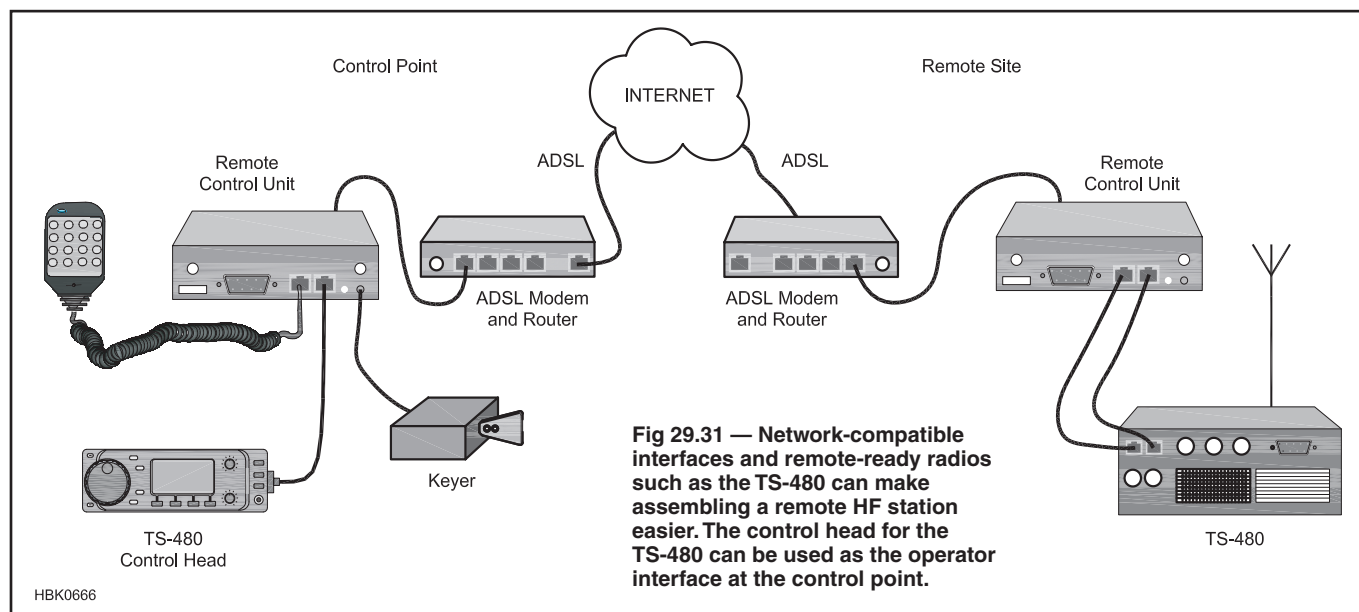 Control Point
Remote Site
INTERNET
ADSL
ADSL
Remote
Control Unit
Remote
Control Unit
ADSL Modem
and Router
ADSL Modem
and Router
Keyer
TS-480
Control Head
TS-480
Fig 29.31 — Network-compatible
interfaces and remote-ready radios
such as the TS-480 can make
assembling a remote HF station
easier. The control head for the
TS-480 can be used as the operator
interface at the control point.
HBK0666